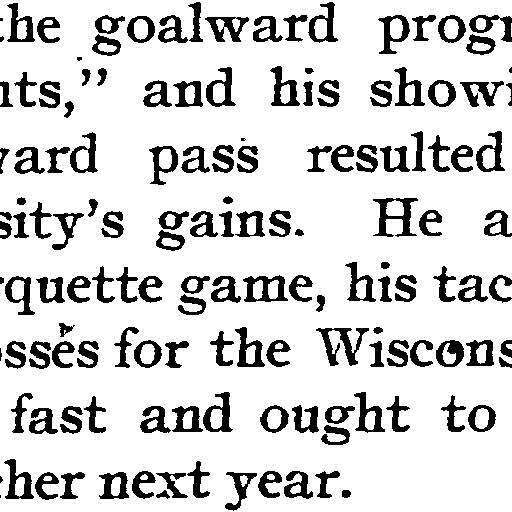 the goalward progr
nts," and his showi
ward pass resulted
sity's gains. He a
rquette game, his tac
osses for the Wiscons
fast and ought to
cher next year.